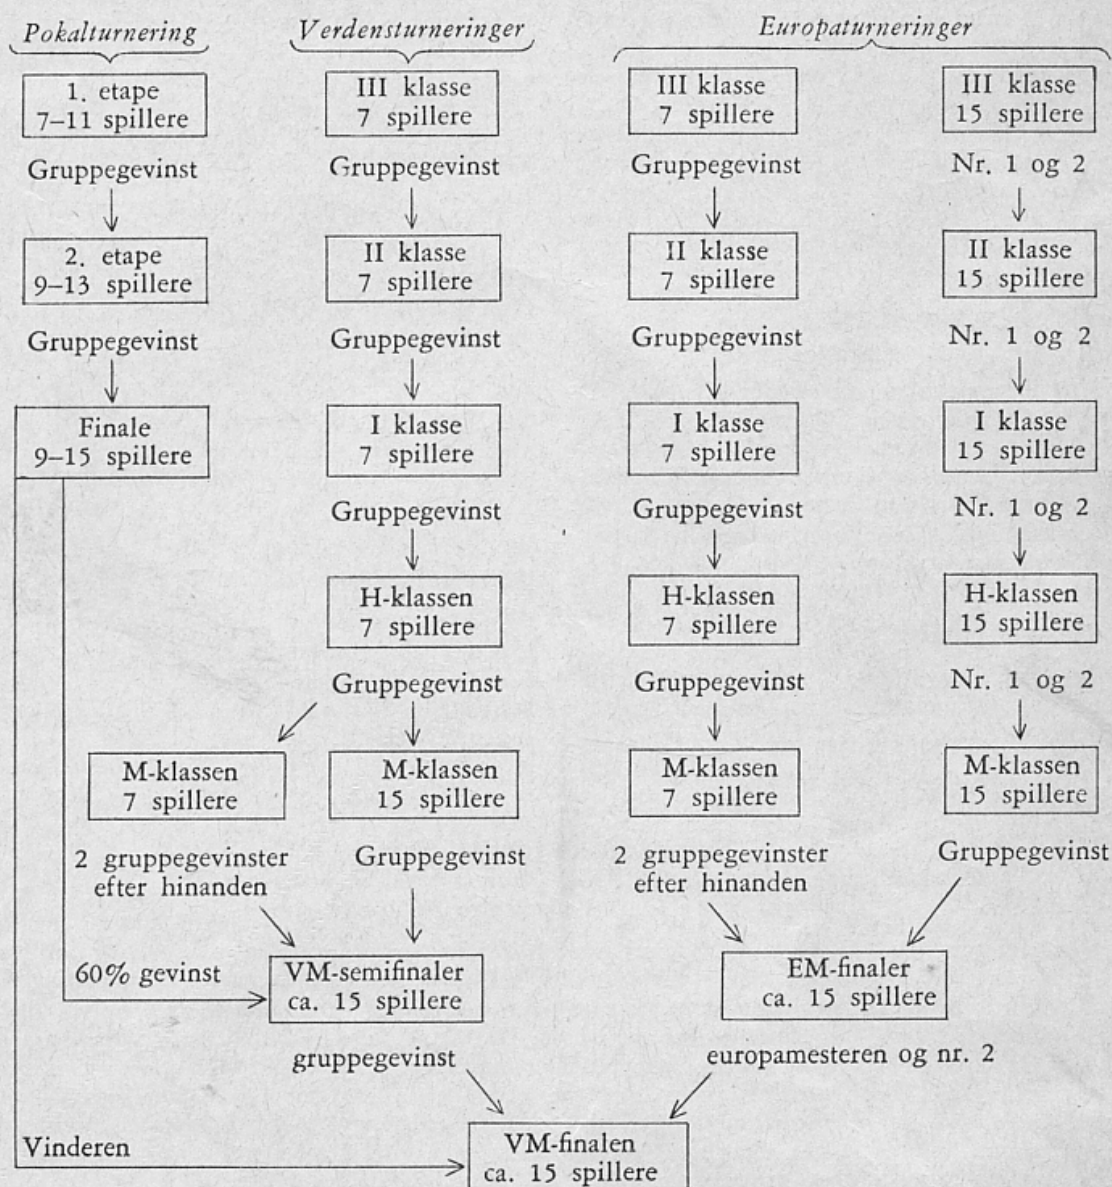 Pokalturnering
Verdensturneringer
Europaturneringer
1. etape
7–11 spillere
III klasse
7 spillere
III klasse
7 spillere
III klasse
15 spillere
Gruppegevinst
Gruppegevinst
Gruppegevinst
Nr. 1 og 2
2. etape
9–13 spillere
II klasse
7 spillere
II klasse
7 spillere
II klasse
15 spillere
Gruppegevinst
Gruppegevinst
Gruppegevinst
Nr. 1 og 2
Finale
9–15 spillere
I klasse
7 spillere
I klasse
7 spillere
I klasse
15 spillere
Gruppegevinst
Gruppegevinst
Nr. 1 og 2
H-klassen
7 spillere
H-klassen
7 spillere
H-klassen
15 spillere
Gruppegevinst
Gruppegevinst
Nr. 1 og 2
M-klassen
7 spillere
M-klassen
15 spillere
M-klassen
7 spillere
M-klassen
15 spillere
2 gruppegevinster
efter hinanden
Gruppegevinst
2 gruppegevinster
efter hinanden
Gruppegevinst
60% gevinst
VM-semifinaler
ca. 15 spillere
EM-finaler
ca. 15 spillere
gruppegevinst
europamesteren og nr. 2
Vinderen
VM-finalen
ca. 15 spillere